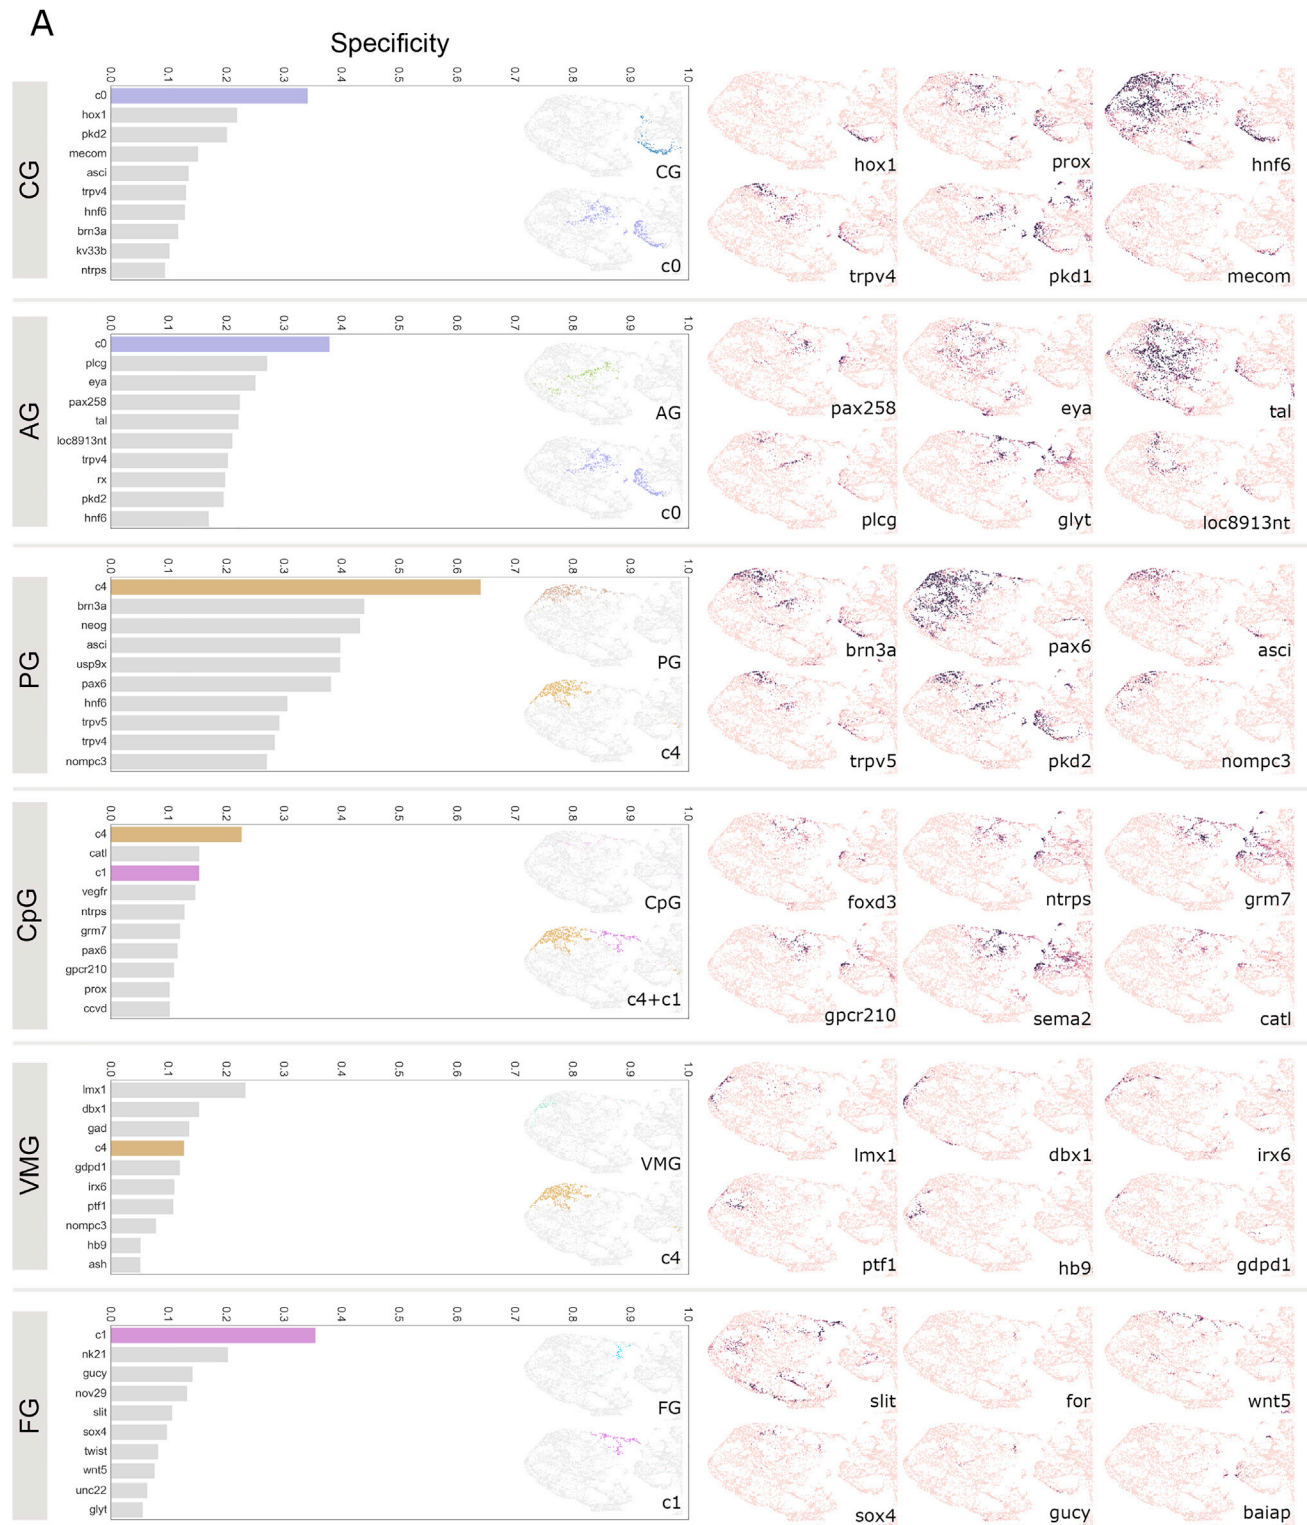 A
Specificity
CG
0.0 0.1 0.2 0.3 0.4 0.5 0.6 0.7 0.8 0.9 1.0
c0
hox1
pkd2
mecom
asci
trpv4
hnf6
brn3a
kv33b
ntrps
CG
c0
hox1 prox hnf6
trpv4 pkd1 mecom
AG
0.0 0.1 0.2 0.3 0.4 0.5 0.6 0.7 0.8 0.9 1.0
c0
plcg
eya
pax258
tal
loc8913nt
trpv4
rx
pkd2
hnf6
AG
c0
pax258 eya tal
plcg glyt loc8913nt
PG
0.0 0.1 0.2 0.3 0.4 0.5 0.6 0.7 0.8 0.9 1.0
c4
brn3a
neog
asci
usp9x
pax6
hnf6
trpv5
trpv4
nompc3
PG
c4
brn3a pax6 asci
trpv5 pkd2 nompc3
CpG
0.0 0.1 0.2 0.3 0.4 0.5 0.6 0.7 0.8 0.9 1.0
c4
catl
c1
vegfr
ntrps
grm7
pax6
gpcr210
prox
ccvd
CpG
c4+c1
foxd3 ntrps grm7
gpcr210 sema2 catl
VMG
0.0 0.1 0.2 0.3 0.4 0.5 0.6 0.7 0.8 0.9 1.0
lmx1
dbx1
gad
c4
gdpd1
irx6
ptf1
nompc3
hb9
ash
VMG
c4
lmx1 dbx1 irx6
ptf1 hb9 gdpd1
FG
0.0 0.1 0.2 0.3 0.4 0.5 0.6 0.7 0.8 0.9 1.0
c1
nk21
gucy
nov29
slit
sox4
twist
wnt5
unc22
glyt
FG
c1
slit for wnt5
sox4 gucy baiap